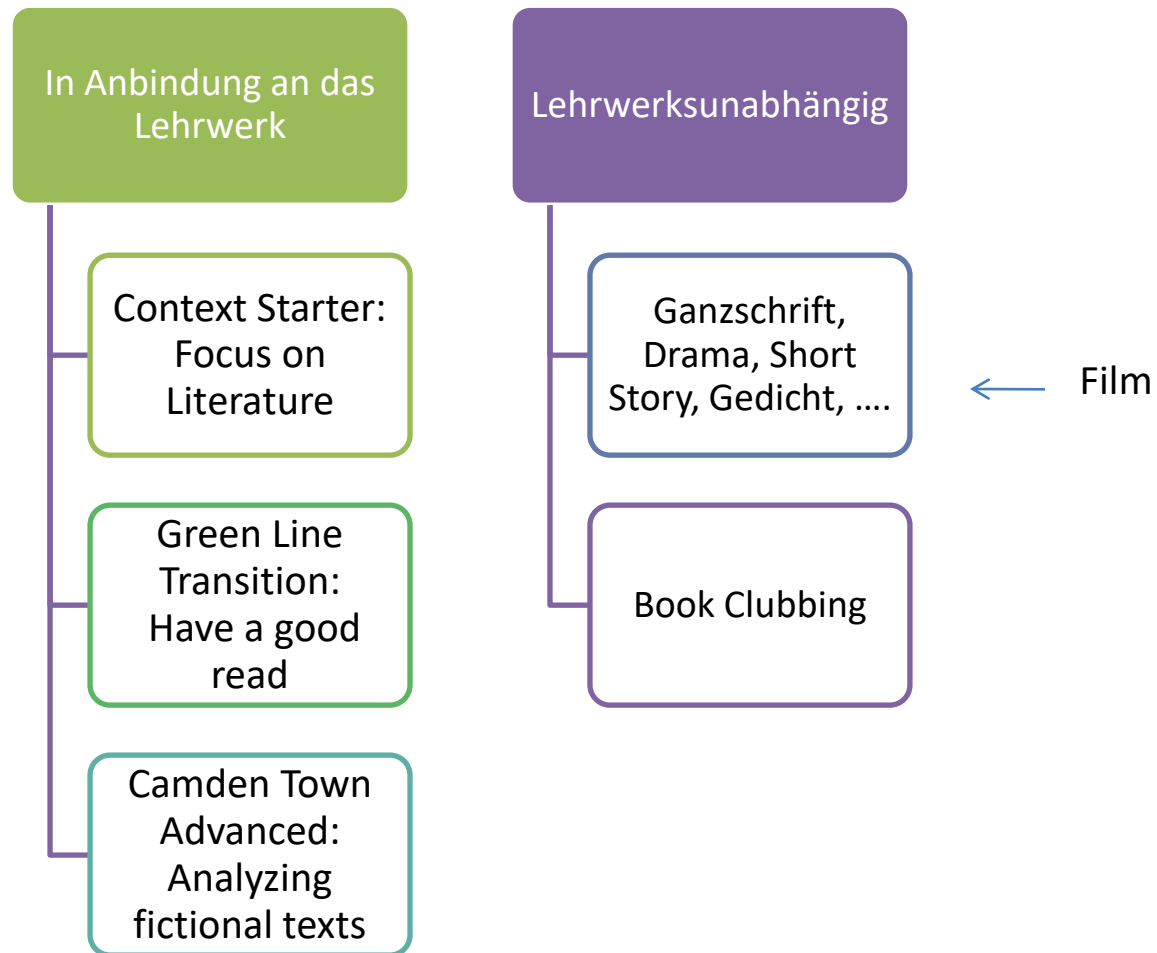 In Anbindung an das
Lehrwerk
Context Starter:
Focus on
Literature
Green Line
Transition:
Have a good
read
Camden Town
Advanced:
Analyzing
fictional texts
Lehrwerksunabhängig
Ganzschrift,
Drama, Short
Story, Gedicht, ....
Book Clubbing
Film